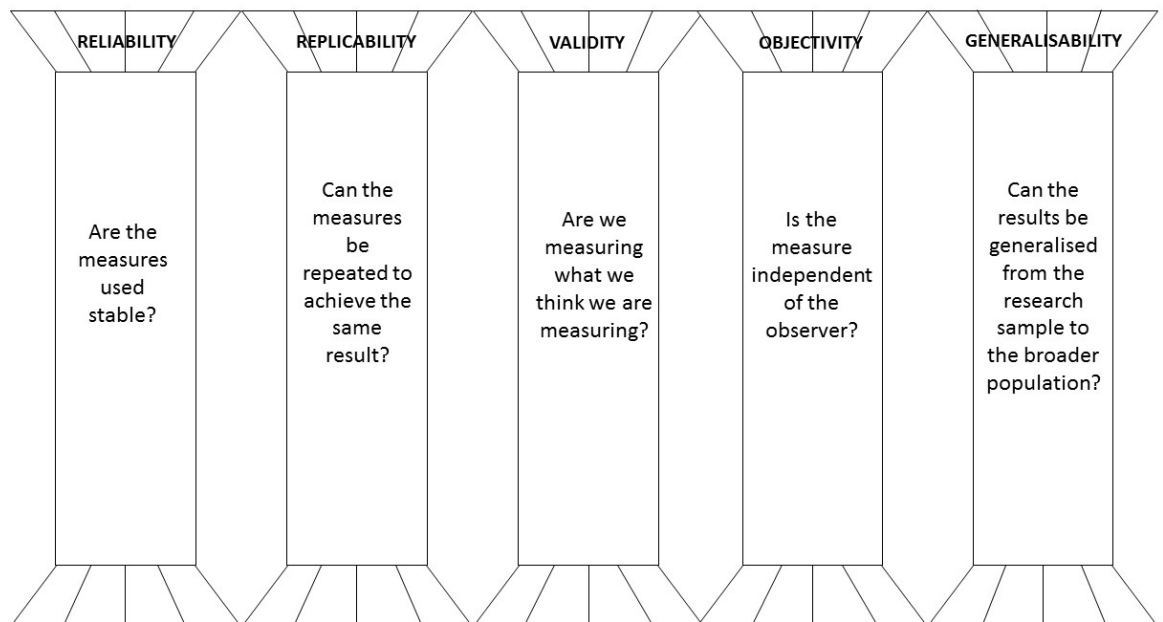 RELIABILITY
Are the
measures
used
stable?
REPLICABILITY
Can the
measures
be
repeated to
achieve the
same
result?
VALIDITY
Are we
measuring
what we
think we are
measuring?
OBJECTIVITY
Is the
measure
independent
of the
observer?
GENERALISABILITY
Can the
results be
generalised
from the
research
sample to
the broader
population?